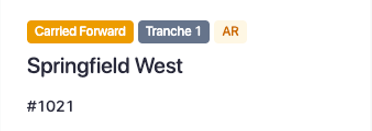 Carried Forward Tranche 1 AR
Springfield West
#1021